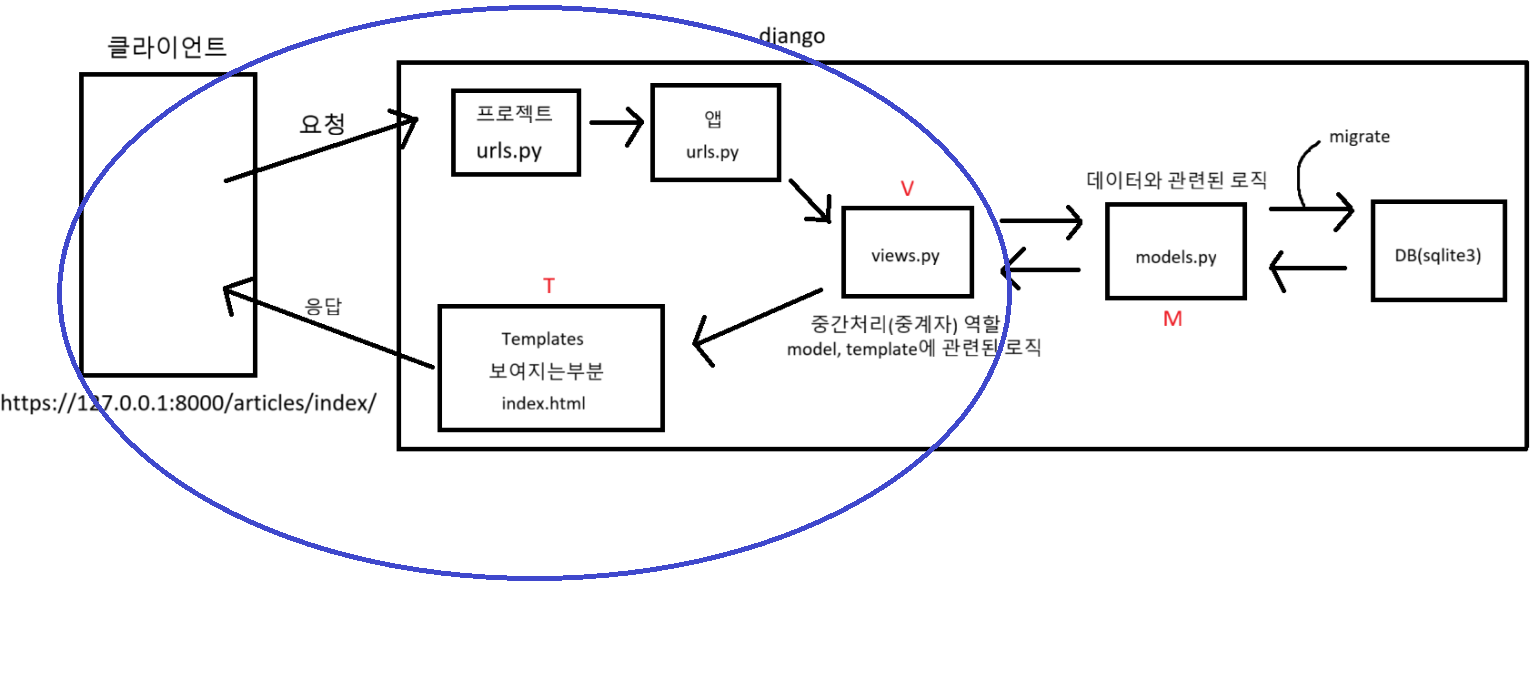 클라이언트
django
요청
프로젝트
urls.py
앱
urls.py
migrate
데이터와 관련된 로직
V
views.py
models.py
DB(sqlite3)
M
중간처리(중계자) 역할
model, template에 관련된 로직
T
응답
Templates
보여지는부분
index.html
https://127.0.0.1:8000/articles/index/